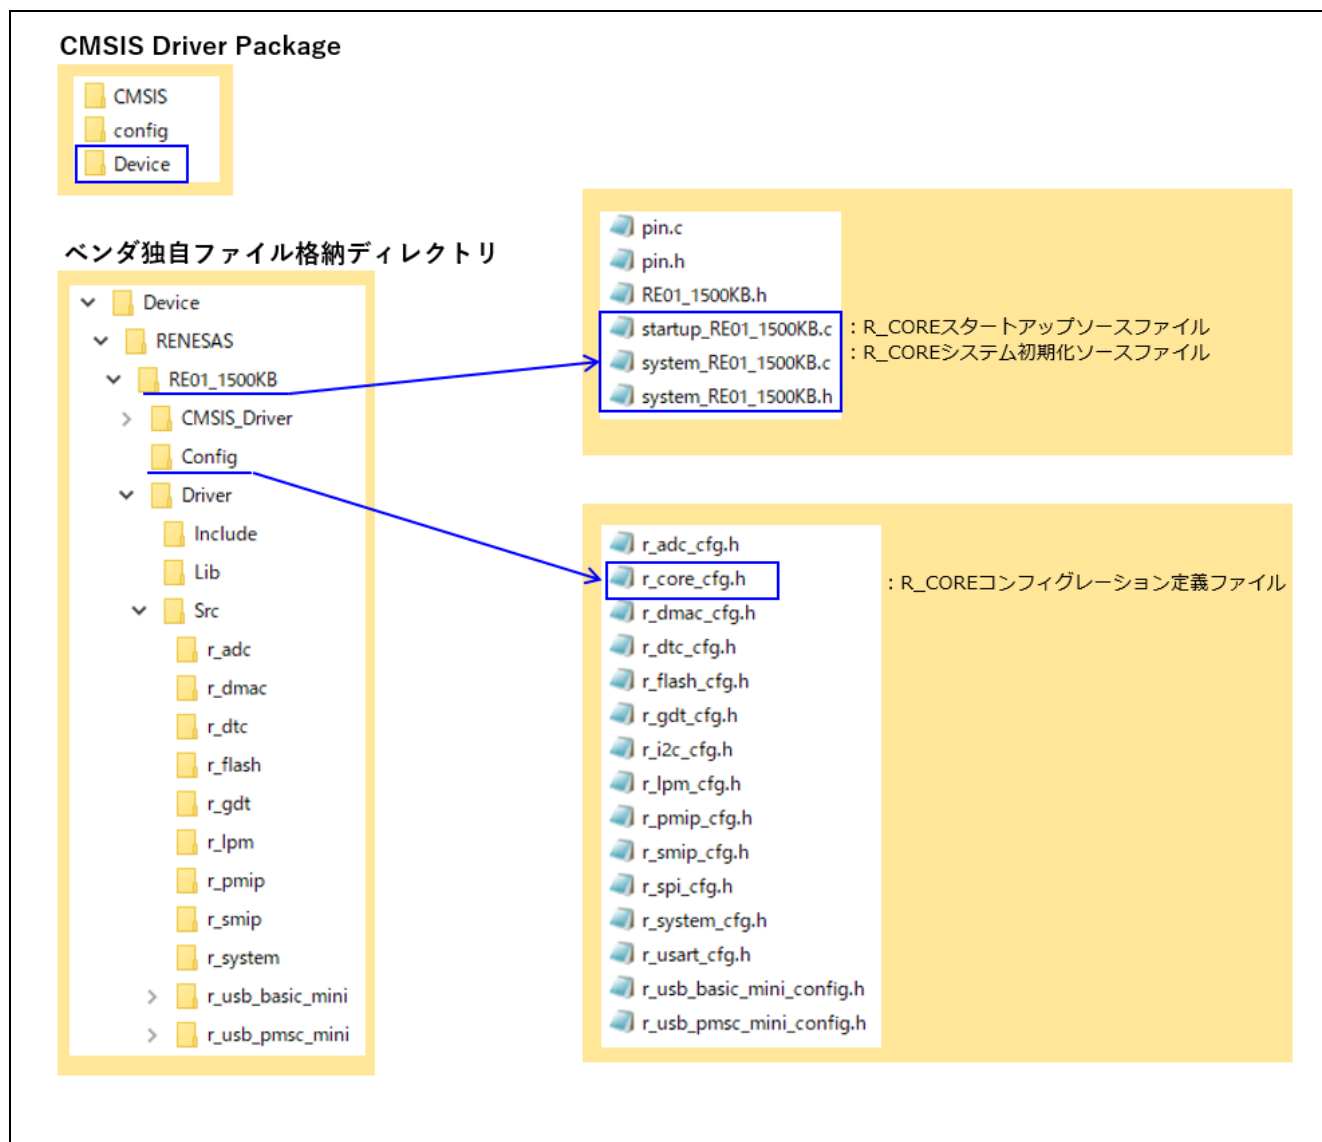 CMSIS Driver Package
CMSIS
config
Device
ベンダ独自ファイル格納ディレクトリ
Device
RENESAS
RE01_1500KB
CMSIS_Driver
Config
Driver
Include
Lib
Src
r_adc
r_dmac
r_dtc
r_flash
r_gdt
r_lpm
r_pmip
r_smip
r_system
r_usb_basic_mini
r_usb_pmsc_mini
pin.c
pin.h
RE01_1500KB.h
startup_RE01_1500KB.c :R_COREスタートアップソースファイル
system_RE01_1500KB.c :R_COREシステム初期化ソースファイル
system_RE01_1500KB.h
r_adc_cfg.h
r_core_cfg.h :R_COREコンフィグレーション定義ファイル
r_dmac_cfg.h
r_dtc_cfg.h
r_flash_cfg.h
r_gdt_cfg.h
r_i2c_cfg.h
r_lpm_cfg.h
r_pmip_cfg.h
r_smip_cfg.h
r_spi_cfg.h
r_system_cfg.h
r_usart_cfg.h
r_usb_basic_mini_config.h
r_usb_pmsc_mini_config.h